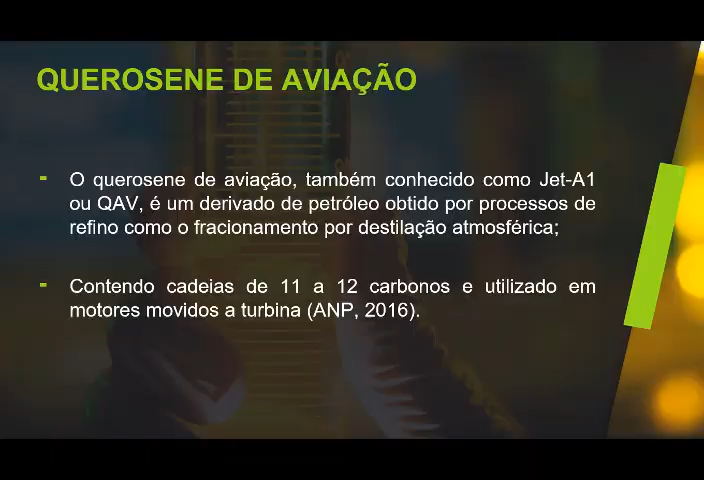 QUEROSENE DE AVIAÇÃO
- O querosene de aviação, também conhecido como Jet-A1
ou QAV, é um derivado de petróleo obtido por processos de
refino como o fracionamento por destilação atmosférica;
- Contendo cadeias de 11 a 12 carbonos e utilizado em
motores movidos a turbina (ANP, 2016).